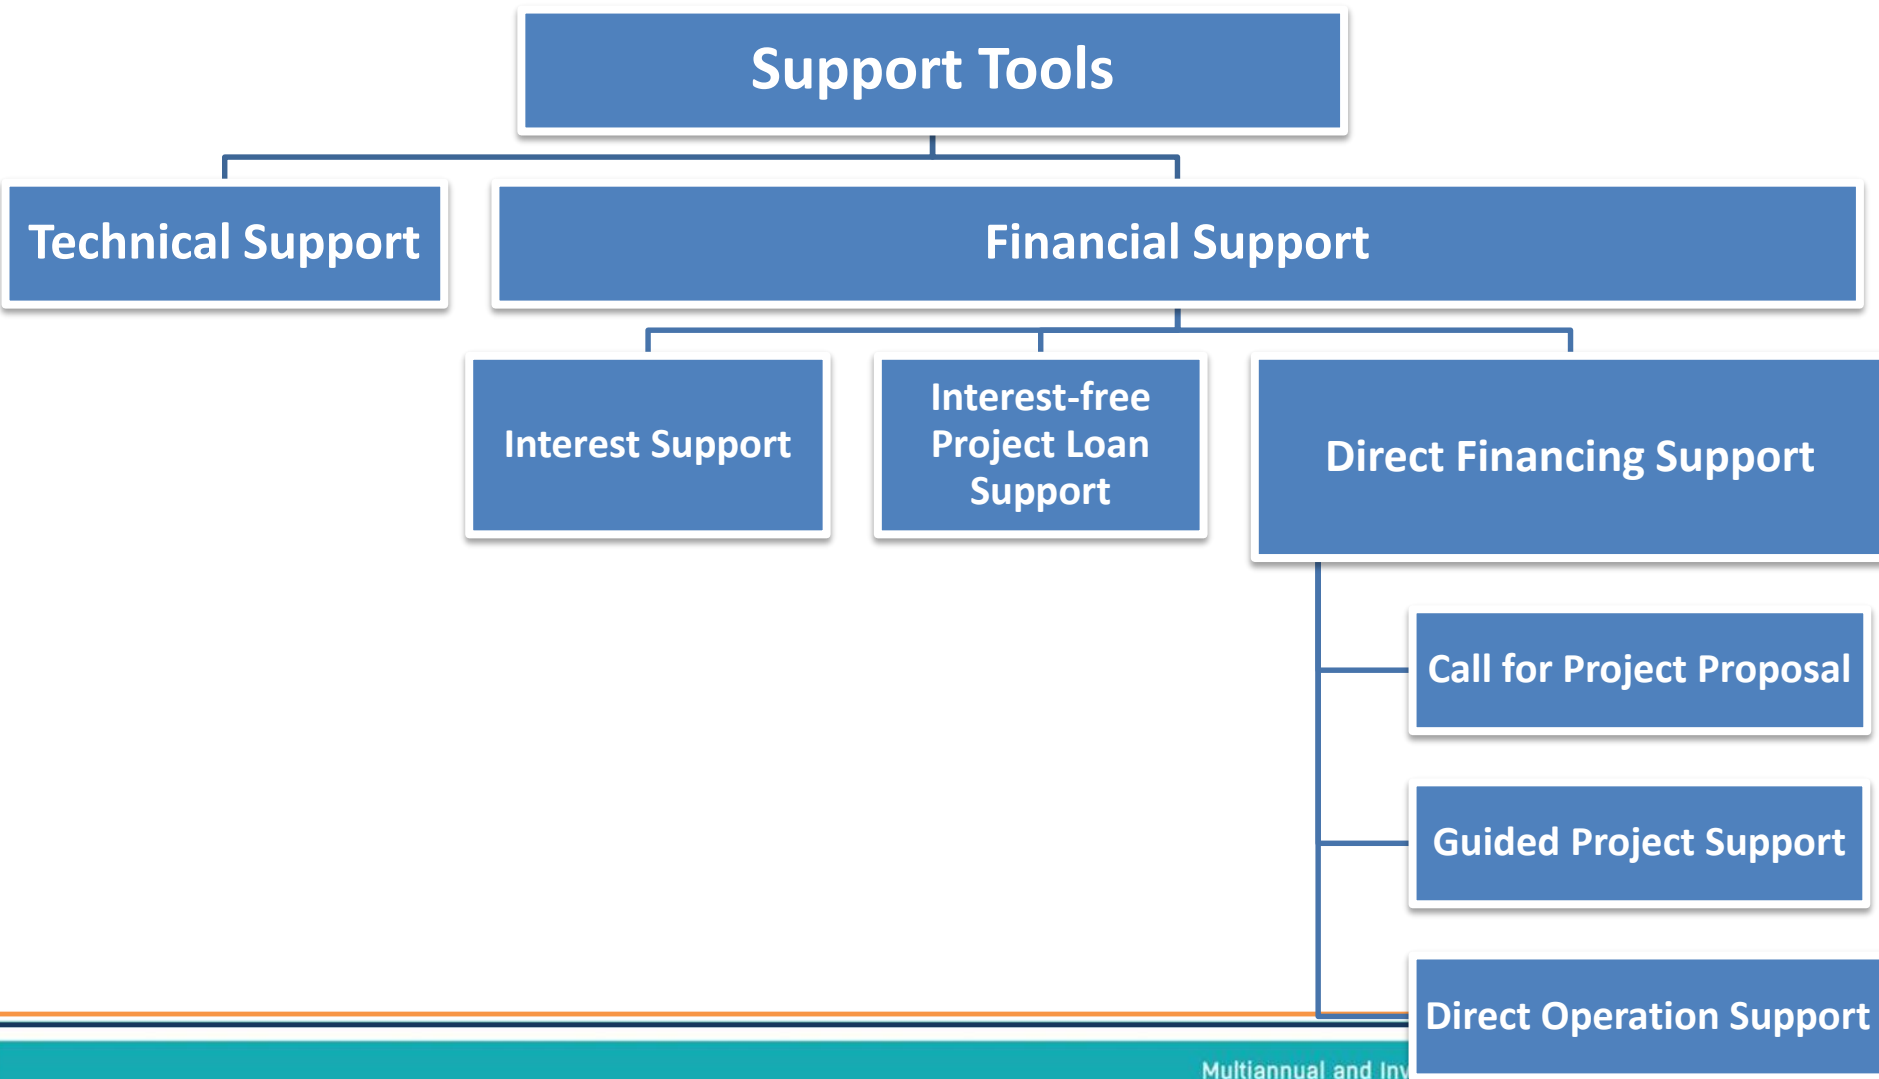 Support Tools
Technical Support
Financial Support
Interest Support
Interest-free
Project Loan
Support
Direct Financing Support
Call for Project Proposal
Guided Project Support
Direct Operation Support
Multiannual and